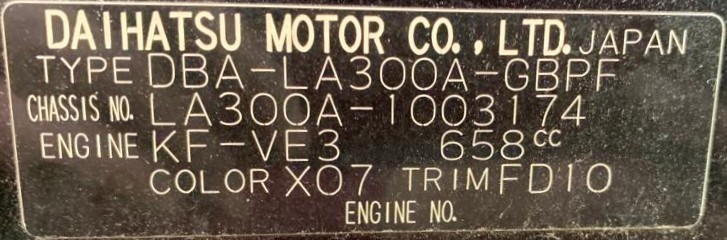 DAIHATSU MOTOR CO., LTD. JAPAN
TYPE DBA-LA300A-GBPF
CHASSIS NO. LA300A-1003174
ENGINE KF-VE3 658cc
COLOR X07 TRIM FD10
ENGINE NO.